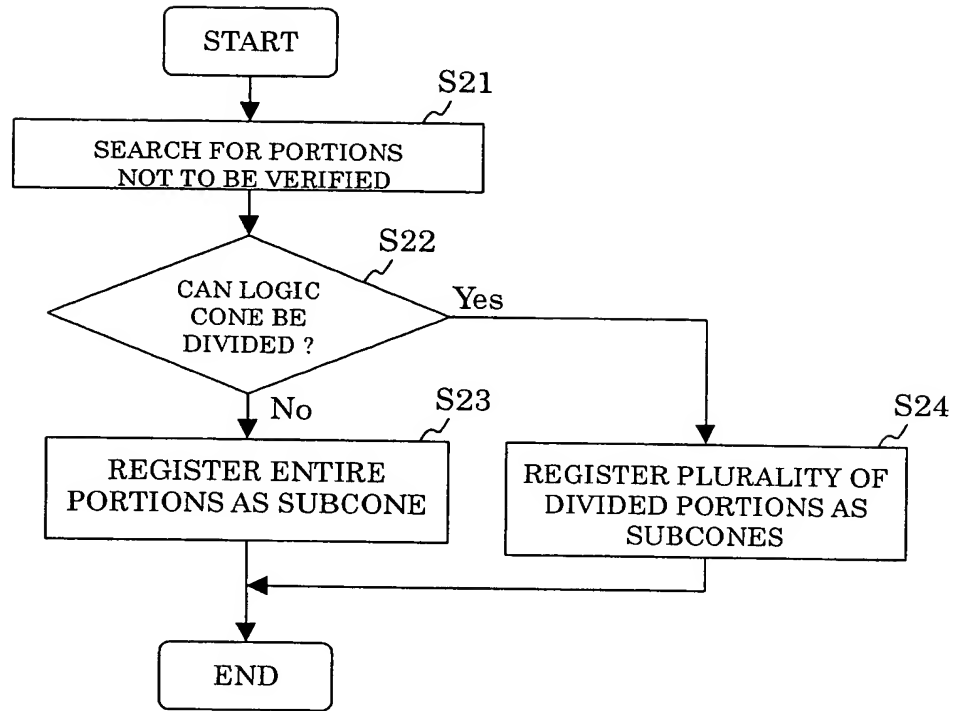 START
S21
SEARCH FOR PORTIONS
NOT TO BE VERIFIED
S22
CAN LOGIC
CONE BE
DIVIDED ?
Yes
No
S23
REGISTER ENTIRE
PORTIONS AS SUBCONE
S24
REGISTER PLURALITY OF
DIVIDED PORTIONS AS
SUBCONES
END